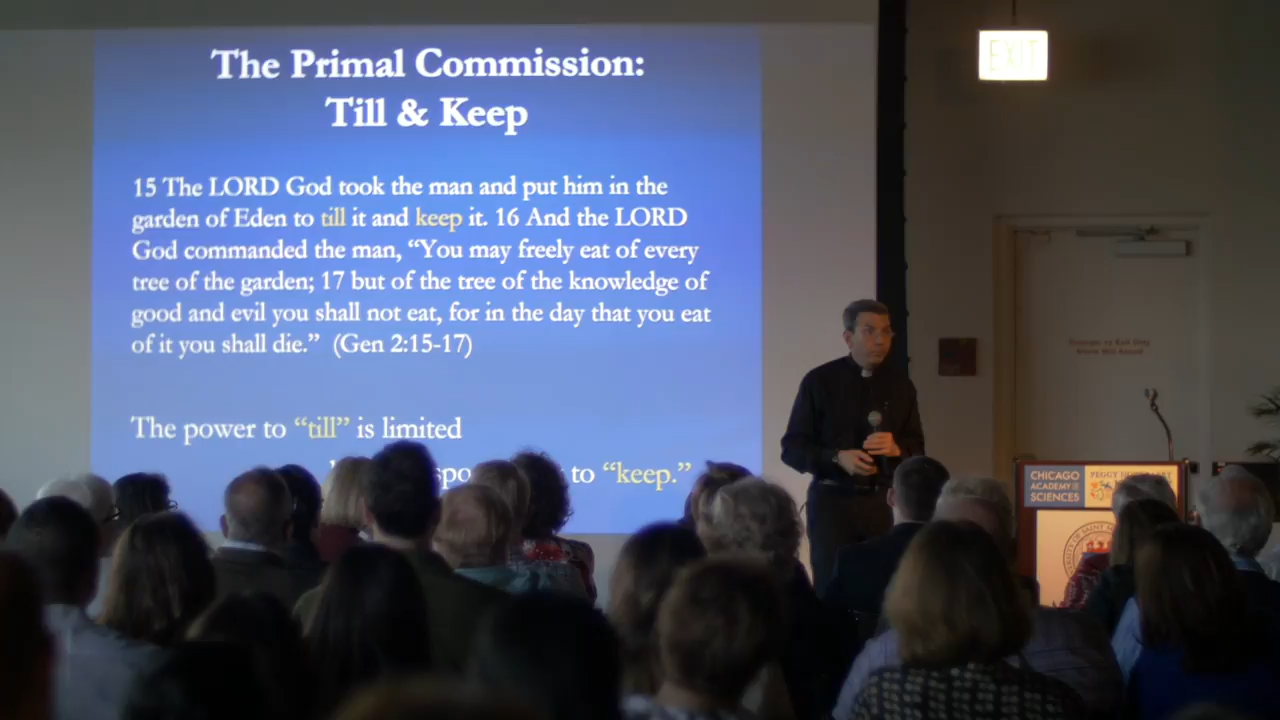 The Primal Commission:
Till & Keep
15 The LORD God took the man and put him in the
garden of Eden to till it and keep it. 16 And the LORD
God commanded the man, “You may freely eat of every
tree of the garden; 17 but of the tree of the knowledge of
good and evil you shall not eat, for in the day that you eat
of it you shall die.” (Gen 2:15-17)
The power to “till” is limited
to “keep.”
EXIT
CHICAGO
ACADEMY OF
SCIENCES
PEGGY